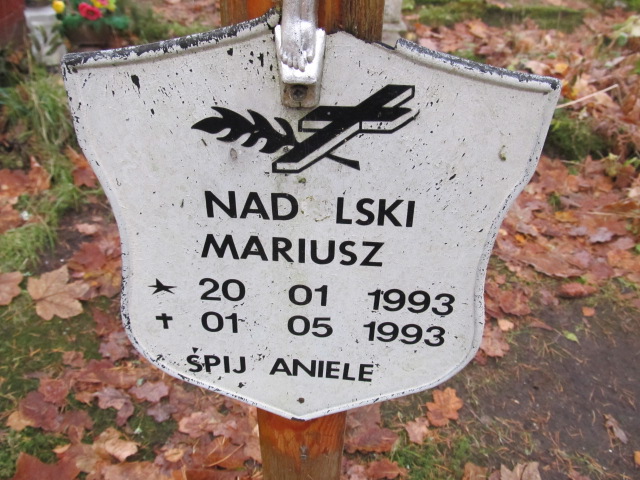 NAD LSKI
MARIUSZ
20 01 1993
01 05 1993
ŚPIJ ANIELE